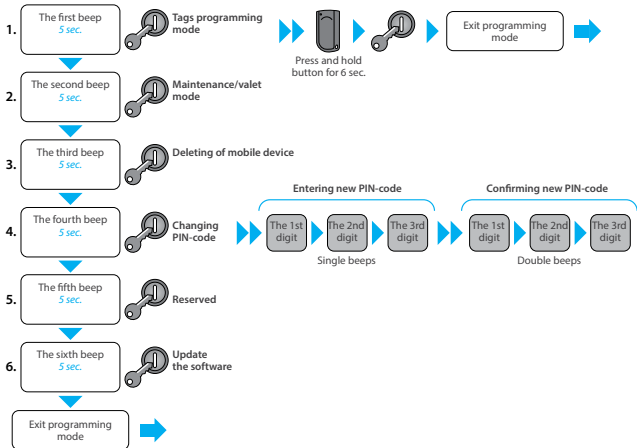 1.
The first beep
5 sec.
Tags programming
mode
Press and hold
button for 6 sec.
Exit programming
mode
2.
The second beep
5 sec.
Maintenance/valet
mode
3.
The third beep
5 sec.
Deleting of mobile device
4.
The fourth beep
5 sec.
Changing
PIN-code
Entering new PIN-code
The 1st
digit
The 2nd
digit
The 3rd
digit
Single beeps
Confirming new PIN-code
The 1st
digit
The 2nd
digit
The 3rd
digit
Double beeps
5.
The fifth beep
5 sec.
Reserved
6.
The sixth beep
5 sec.
Update
the software
Exit programming
mode